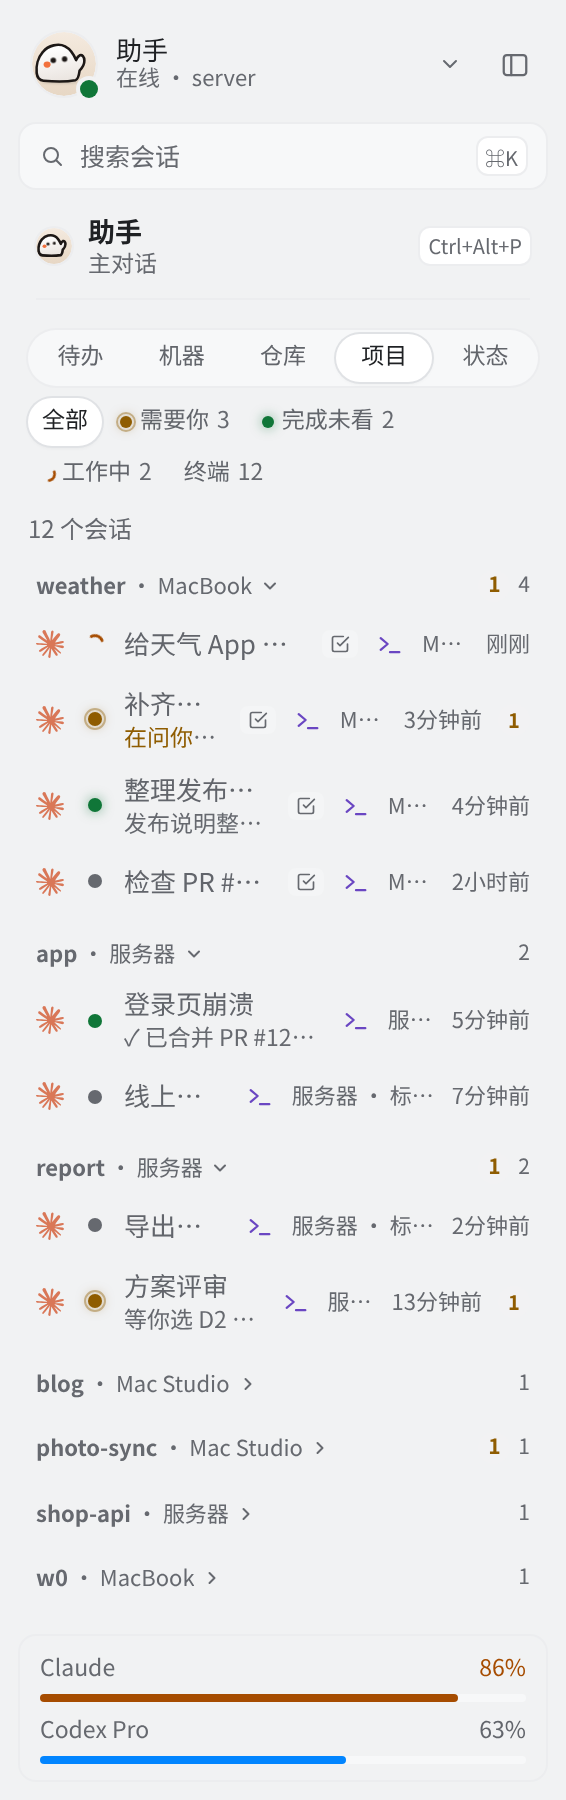 助手
在线 • server
搜索会话 ⌘K
助手
主对话
Ctrl+Alt+P
待办 机器 仓库 项目 状态
全部 需要你 3 完成未看 2
工作中 2 终端 12
12 个会话
weather • MacBook 1 4
给天气 App … M… 刚刚
补齐… M… 3分钟前 1
在问你…
整理发布… M… 4分钟前
发布说明整…
检查 PR #… M… 2小时前
app • 服务器 2
登录页崩溃 服… 5分钟前
✓ 已合并 PR #12…
线上… 服务器 • 标… 7分钟前
report • 服务器 1 2
导出… 服务器 • 标… 2分钟前
方案评审 服… 13分钟前 1
等你选 D2 …
blog • Mac Studio 1
photo-sync • Mac Studio 1 1
shop-api • 服务器 1
w0 • MacBook 1
Claude 86%
Codex Pro 63%